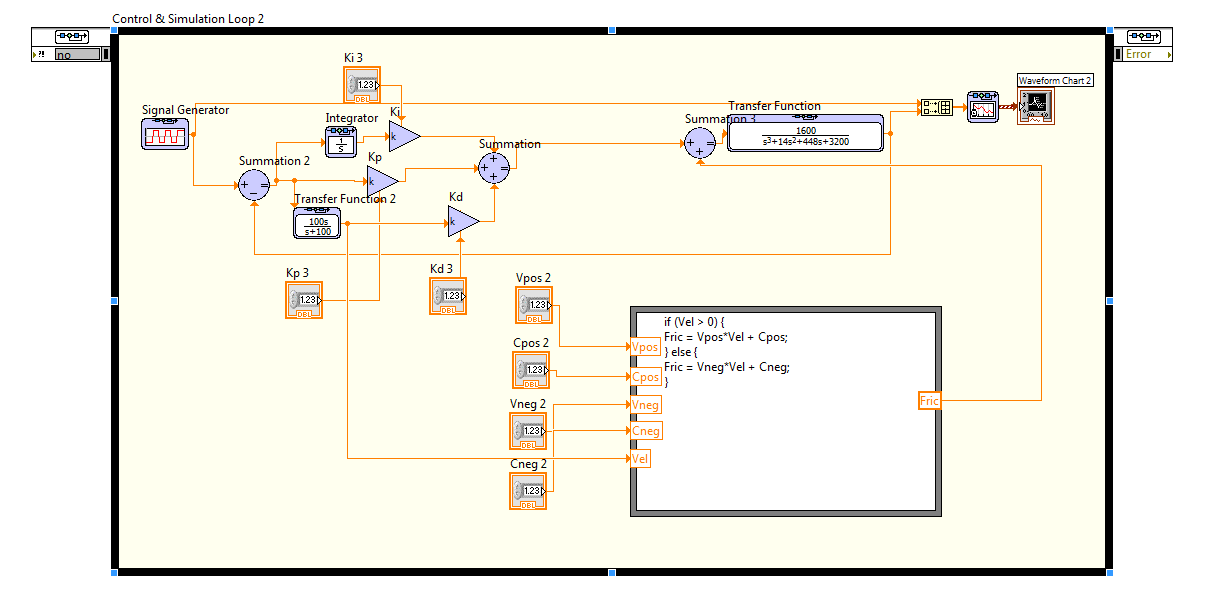 Control & Simulation Loop 2
?! no
Error
Ki 3
1.23
DBL
Waveform Chart 2
Signal Generator
Ki
k
Transfer Function
Integrator
1
s
Summation 3
1600
s³+14s²+448s+3200
Summation
Summation 2
Kp
k
Transfer Function 2
100s
s+100
Kd
k
Kp 3
1.23
DBL
Kd 3
1.23
DBL
Vpos 2
1.23
DBL
Cpos 2
1.23
DBL
Vneg 2
1.23
DBL
Cneg 2
1.23
DBL
if (Vel > 0) {
Fric = Vpos*Vel + Cpos;
} else {
Fric = Vneg*Vel + Cneg;
}
Vpos
Cpos
Vneg
Cneg
Vel
Fric